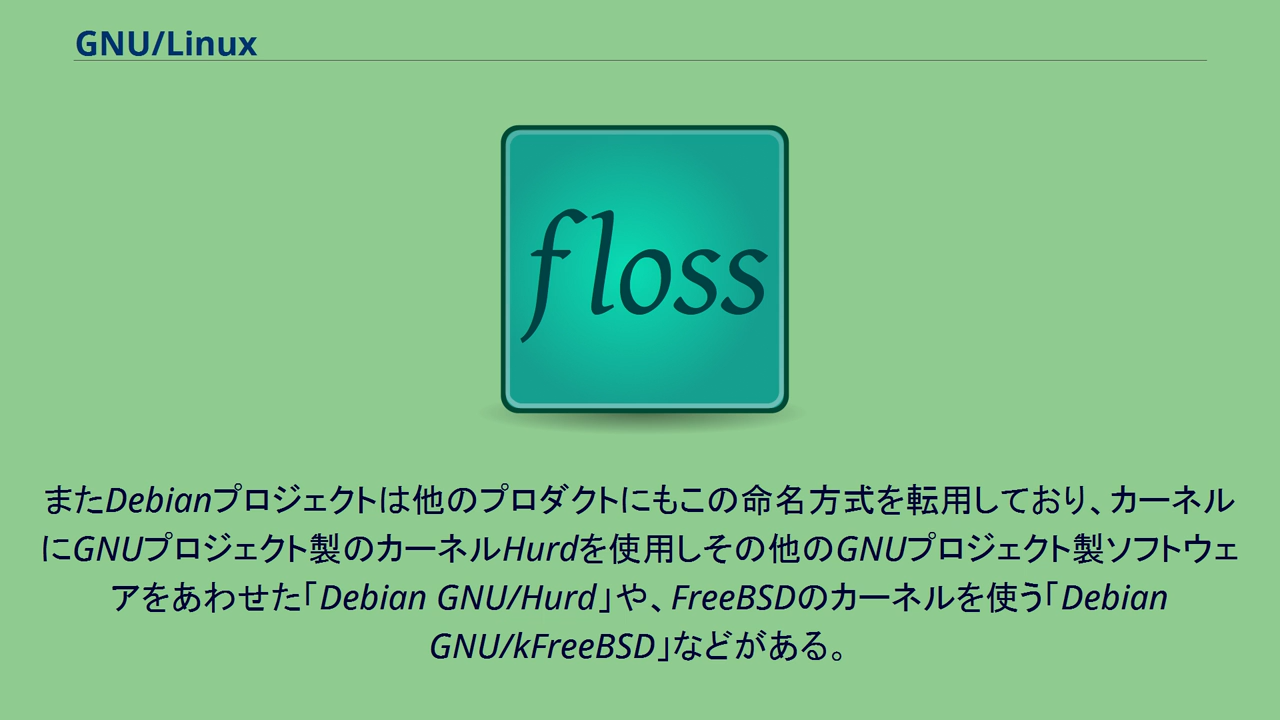 GNU/Linux
floss
またDebianプロジェクトは他のプロダクトにもこの命名方式を転用しており、カーネル
にGNUプロジェクト製のカーネルHurdを使用しその他のGNUプロジェクト製ソフトウェ
アをあわせた「Debian GNU/Hurd」や、FreeBSDのカーネルを使う「Debian
GNU/kFreeBSD」などがある。